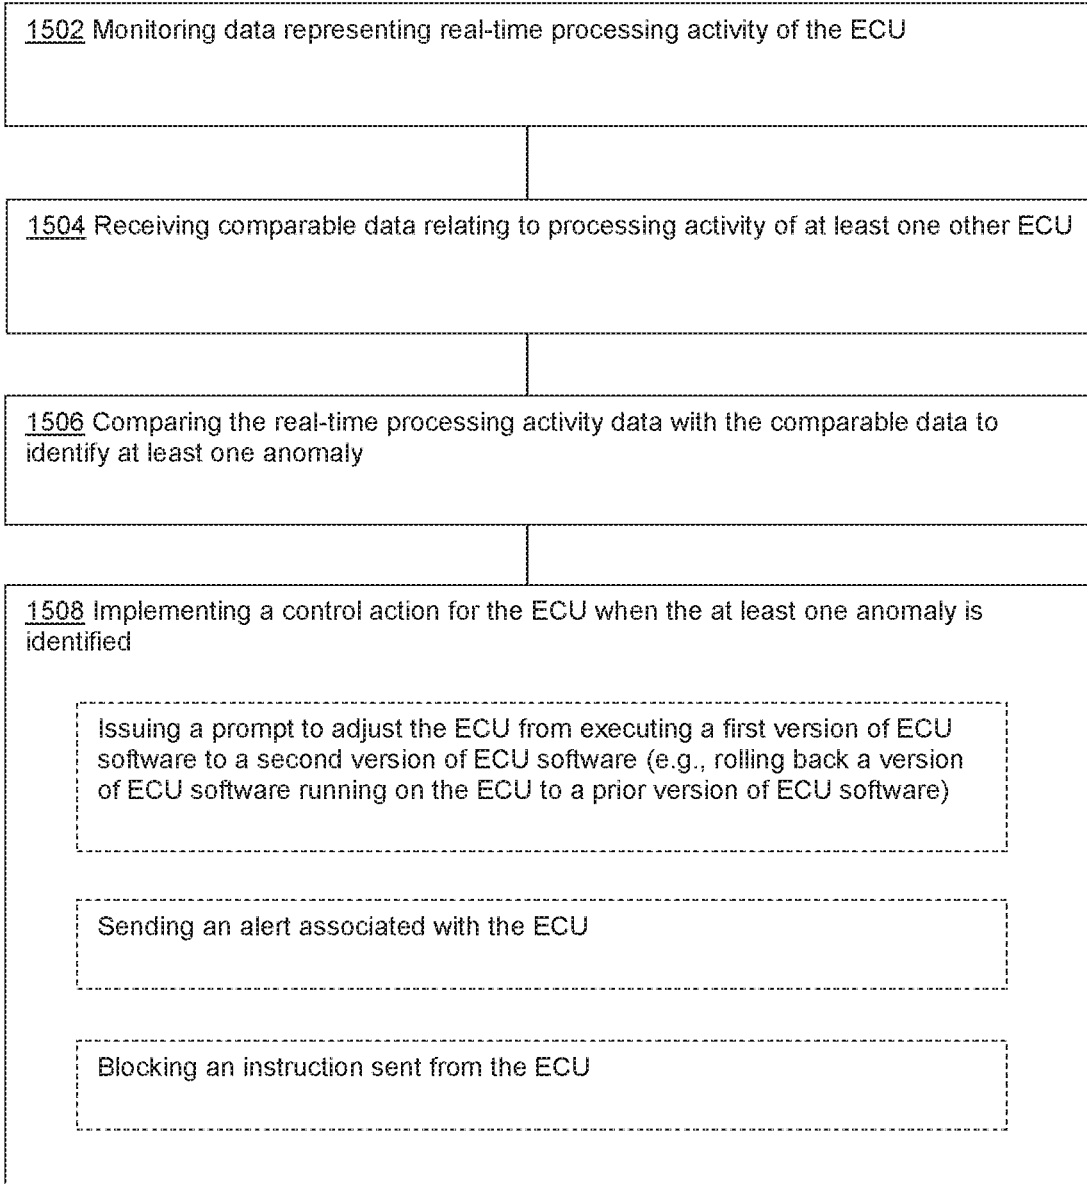 1502 Monitoring data representing real-time processing activity of the ECU
1504 Receiving comparable data relating to processing activity of at least one other ECU
1506 Comparing the real-time processing activity data with the comparable data to
identify at least one anomaly
1508 Implementing a control action for the ECU when the at least one anomaly is
identified
Issuing a prompt to adjust the ECU from executing a first version of ECU
software to a second version of ECU software (e.g., rolling back a version
of ECU software running on the ECU to a prior version of ECU software)
Sending an alert associated with the ECU
Blocking an instruction sent from the ECU